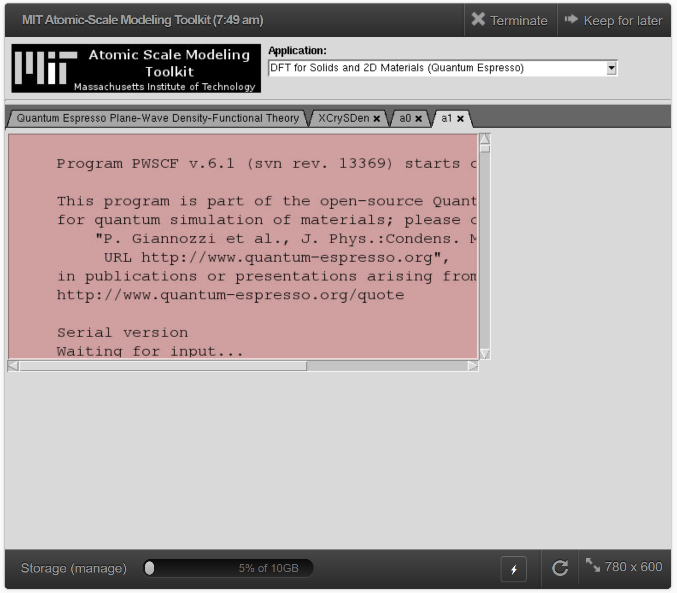 MIT Atomic-Scale Modeling Toolkit (7:49 am)
Terminate
Keep for later
Atomic Scale Modeling
Toolkit
Massachusetts Institute of Technology
Application:
DFT for Solids and 2D Materials (Quantum Espresso)
Quantum Espresso Plane-Wave Density-Functional Theory
XCrySDen
a0
a1
Program PWSCF v.6.1 (svn rev. 13369) starts
This program is part of the open-source Quant
for quantum simulation of materials; please
"P. Giannozzi et al., J. Phys.:Condens.
URL http://www.quantum-espresso.org",
in publications or presentations arising from
http://www.quantum-espresso.org/quote
Serial version
Waiting for input...
Storage (manage)
5% of 10GB
780 x 600